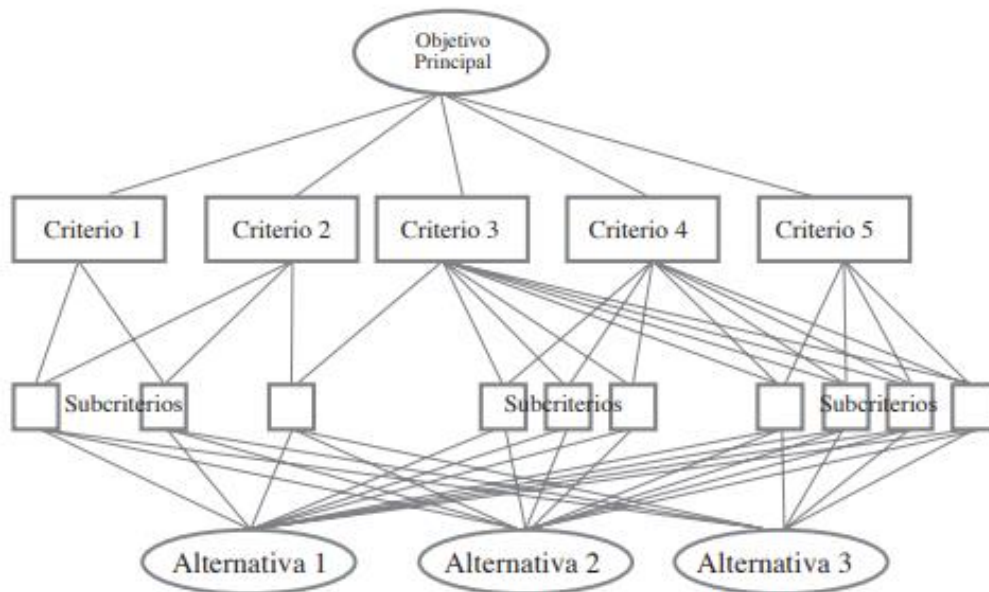 Objetivo
Principal
Criterio 1
Criterio 2
Criterio 3
Criterio 4
Criterio 5
Subcriterios
Subcriterios
Subcriterios
Alternativa 1
Alternativa 2
Alternativa 3